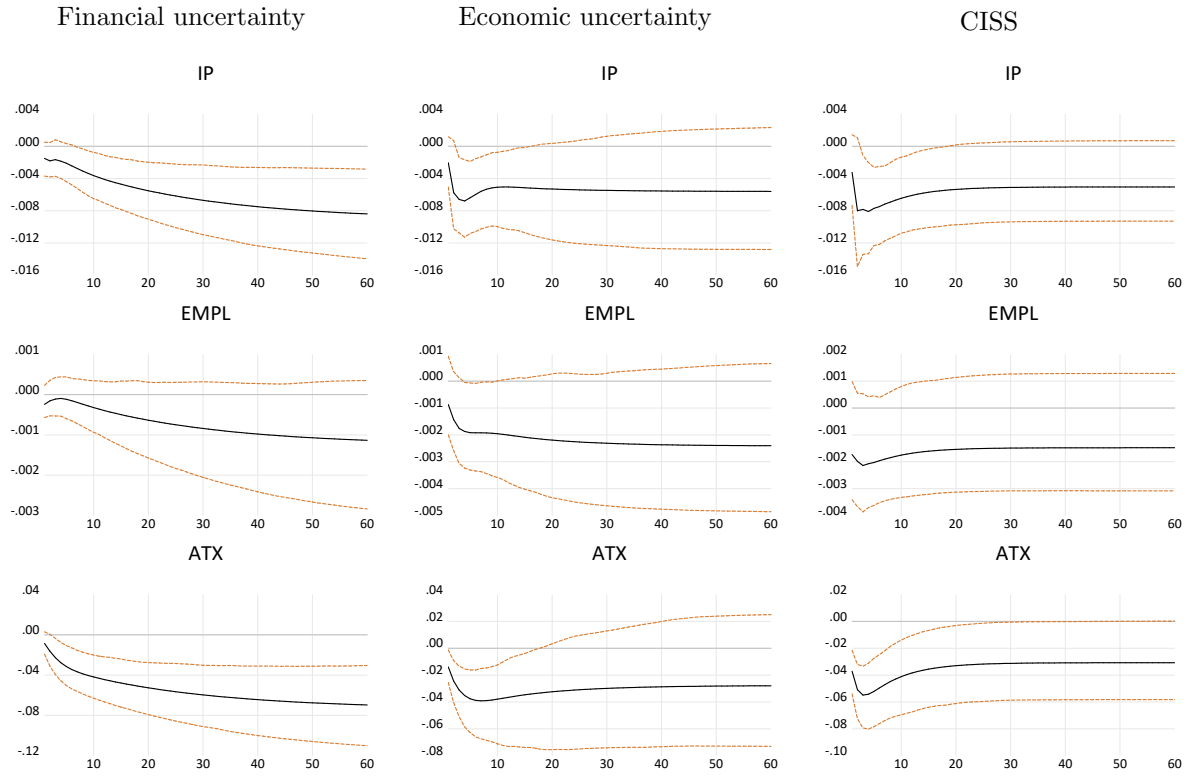 Financial uncertainty Economic uncertainty CISS
IP IP IP
.004 .004 .004
.000 .000 .000
-.004 -.004 -.004
-.008 -.008 -.008
-.012 -.012 -.012
-.016 -.016 -.016
10 20 30 40 50 60 10 20 30 40 50 60 10 20 30 40 50 60
EMPL EMPL EMPL
.001 .001 .002
.000 .000 .001
-.001 -.001 .000
-.002 -.002 -.001
-.003 -.003 -.002
-.004 -.003
-.005 -.004
10 20 30 40 50 60 10 20 30 40 50 60 10 20 30 40 50 60
ATX ATX ATX
.04 .04 .02
.00 .02 .00
-.04 .00 -.02
-.08 -.02 -.04
-.12 -.04 -.06
-.06 -.08
-.08 -.10
10 20 30 40 50 60 10 20 30 40 50 60 10 20 30 40 50 60